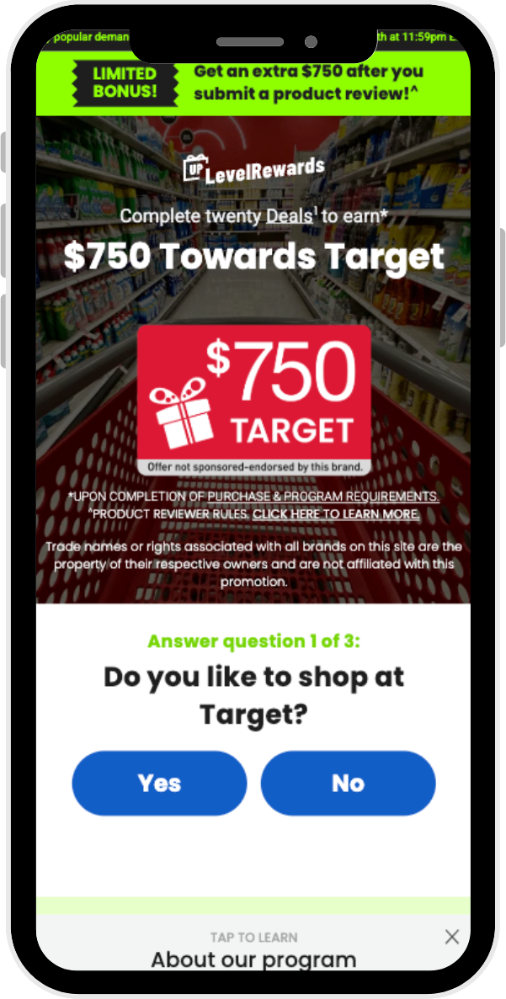 popular deman
th at 11:59pm
LIMITED
BONUS!
Get an extra $750 after you
submit a product review!^
UP LevelRewards
Complete twenty Deals¹ to earn*
$750 Towards Target
$750
TARGET
Offer not sponsored-endorsed by this brand.
*UPON COMPLETION OF PURCHASE & PROGRAM REQUIREMENTS.
^PRODUCT REVIEWER RULES. CLICK HERE TO LEARN MORE.
Trade names or rights associated with all brands on this site are the
property of their respective owners and are not affiliated with this
promotion.
Answer question 1 of 3:
Do you like to shop at
Target?
Yes
No
TAP TO LEARN
About our program